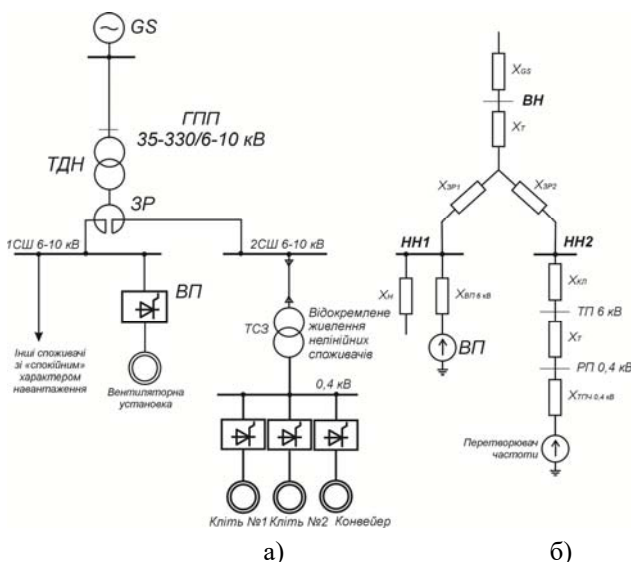 GS
ГПП
35-330/6-10 кВ
ТДН
ЗР
1СШ 6-10 кВ
2СШ 6-10 кВ
ВП
ТСЗ
Відокремлене
живлення
нелінійних
споживачів
Інші споживачі
зі «спокійним»
характером
навантаження
Вентиляторна
установка
0,4 кВ
Кліть №1
Кліть №2
Конвейер
а)
XGS
ВН
XТ
XЗР1
XЗР2
НН1
НН2
XН
XВП 6 кВ
ВП
XКЛ
ТП 6 кВ
XТ
РП 0,4 кВ
XТПЧ 0,4 кВ
Перетворювач
частоти
б)